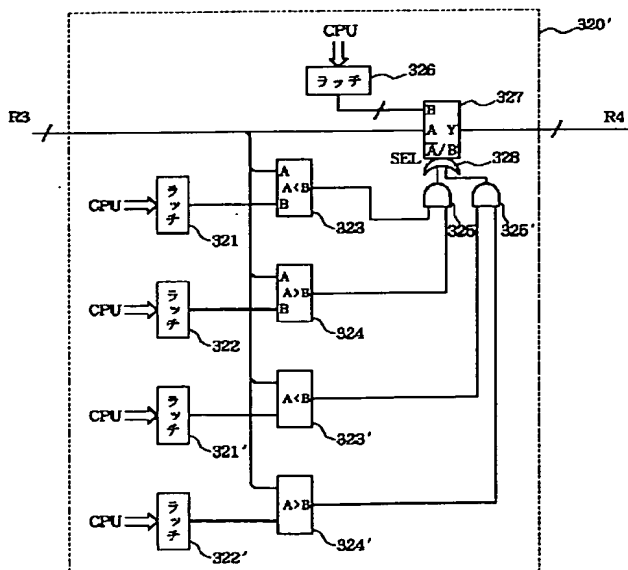 320'
CPU
ラッチ
326
327
B
R3
A Y
R4
A/B
SEL
328
A
A<B
B
323
325
325'
CPU
ラッチ
321
A
A>B
B
324
CPU
ラッチ
322
A<B
323'
CPU
ラッチ
321'
A>B
324'
CPU
ラッチ
322'